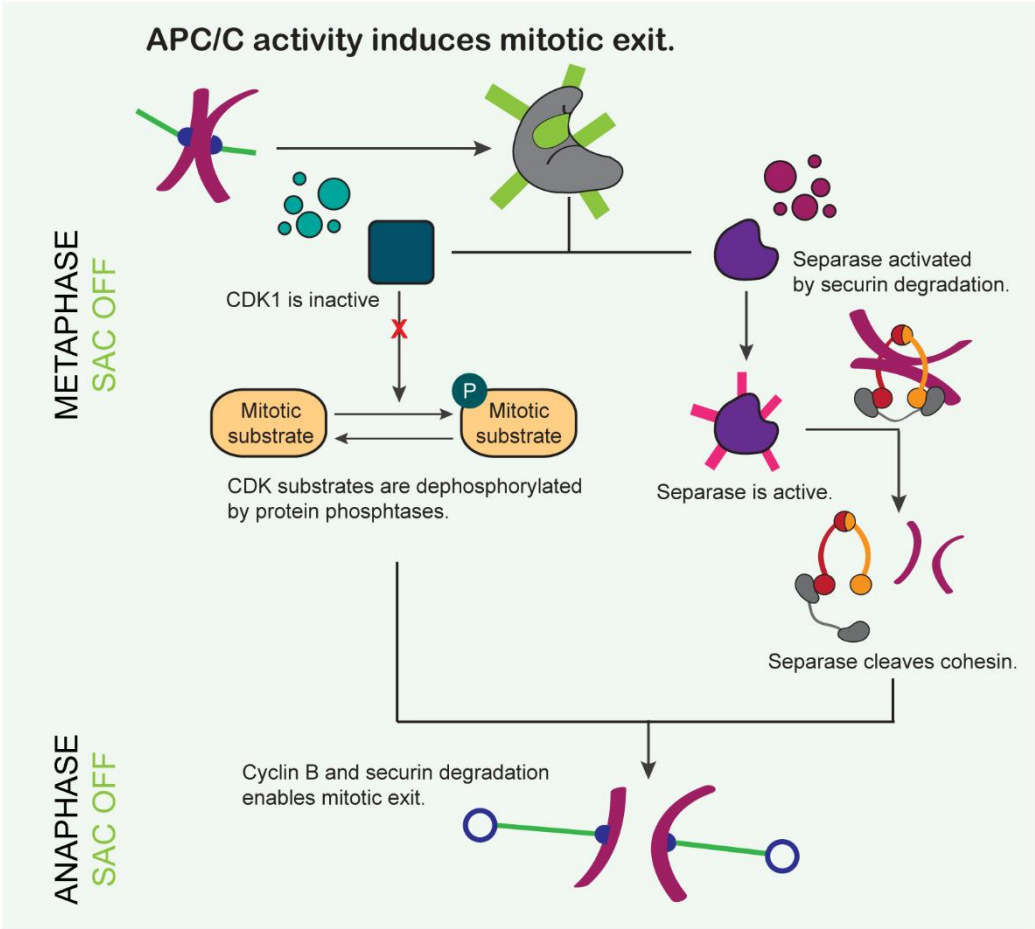 APC/C activity induces mitotic exit.
METAPHASE
SAC OFF
CDK1 is inactive
Separase activated
by securin degradation.
X
Mitotic
substrate
P
Mitotic
substrate
CDK substrates are dephosphorylated
by protein phosphtases.
Separase is active.
Separase cleaves cohesin.
ANAPHASE
SAC OFF
Cyclin B and securin degradation
enables mitotic exit.